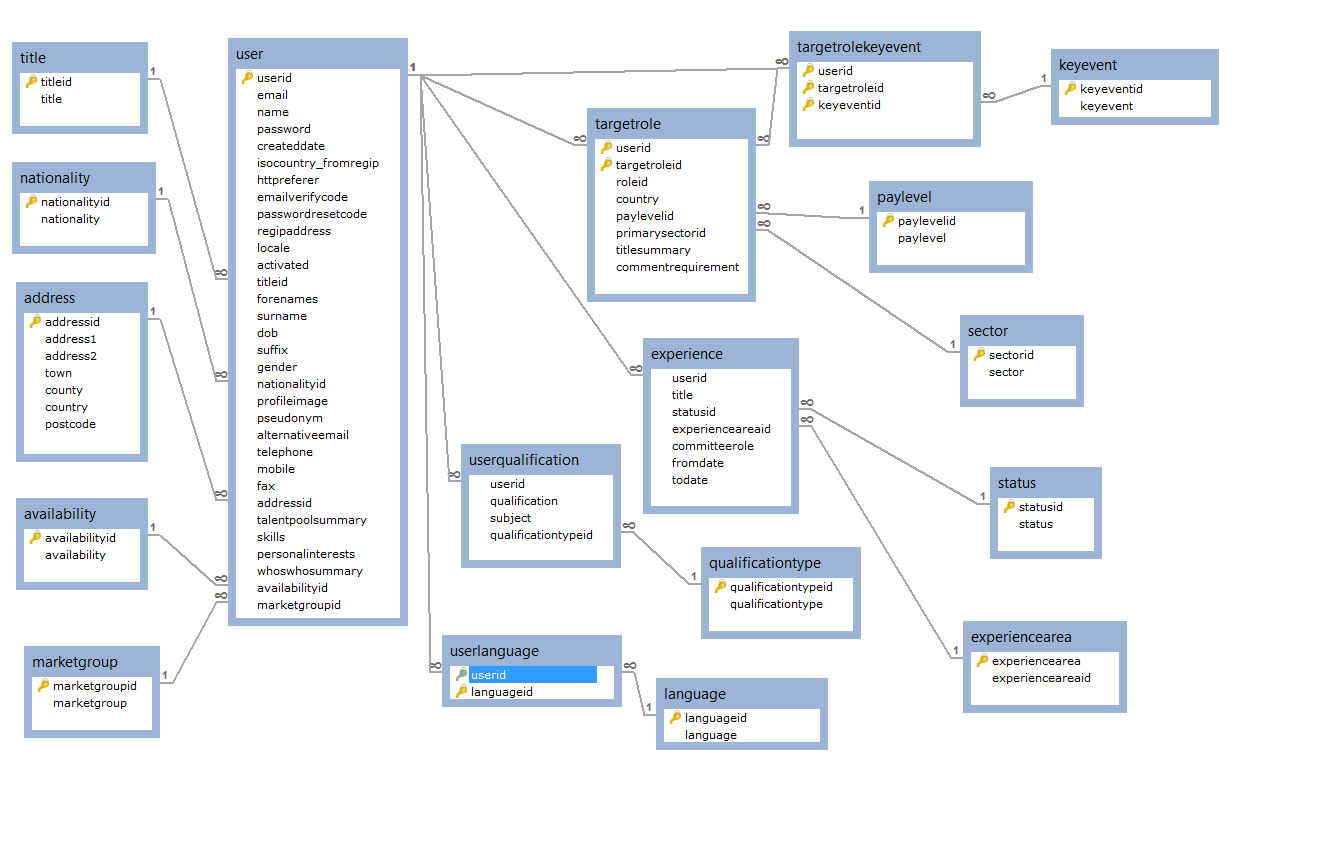 title
titleid
title
nationality
nationalityid
nationality
address
addressid
address1
address2
town
county
country
postcode
availability
availabilityid
availability
marketgroup
marketgroupid
marketgroup
1
1
1
1
1
user
userid
email
name
password
createddate
isocountry_fromregip
httpreferer
emailverifycode
passwordresetcode
regipaddress
locale
activated
titleid
forenames
surname
dob
suffix
gender
nationalityid
profileimage
pseudonym
alternativeemail
telephone
mobile
fax
addressid
talentpoolsummary
skills
personalinterests
whoswhosummary
availabilityid
marketgroupid
∞
∞
∞
∞
∞
1
targetrolekeyevent
userid
targetroleid
keyeventid
∞
∞
1
keyevent
keyeventid
keyevent
targetrole
userid
targetroleid
roleid
country
paylevelid
primarysectorid
titlesummary
commentrequirement
∞
∞
∞
∞
1
paylevel
paylevelid
paylevel
1
sector
sectorid
sector
experience
userid
title
statusid
experienceareaid
committeerole
fromdate
todate
∞
∞
∞
1
status
statusid
status
1
experiencearea
experiencearea
experienceareaid
userqualification
userid
qualification
subject
qualificationtypeid
∞
∞
1
qualificationtype
qualificationtypeid
qualificationtype
userlanguage
userid
languageid
∞
∞
1
language
languageid
language